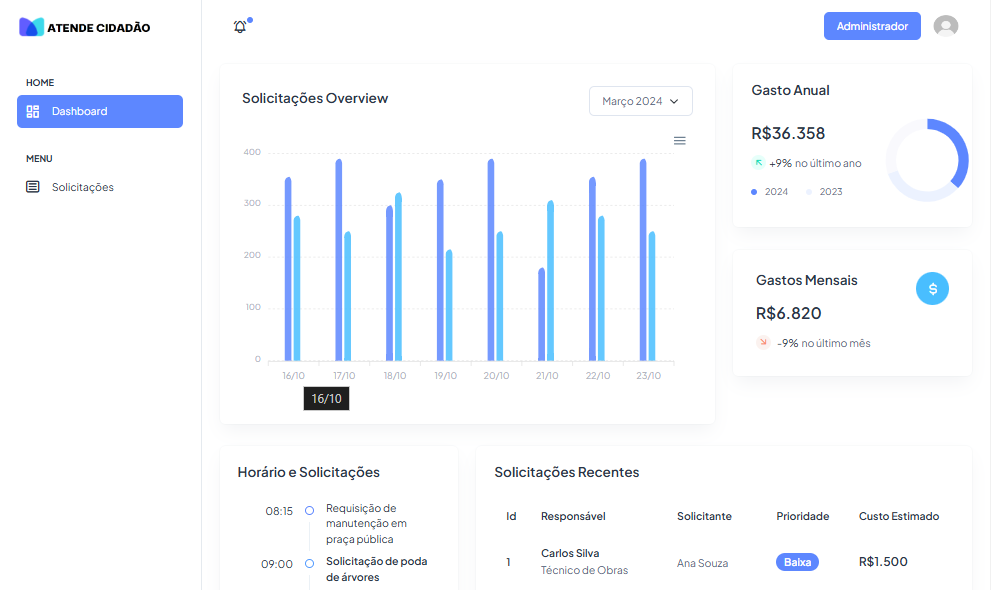 ATENDE CIDADÃO
Administrador
HOME
Dashboard
MENU
Solicitações
Solicitações Overview
Março 2024
400
300
200
100
0
16/10 17/10 18/10 19/10 20/10 21/10 22/10 23/10
16/10
Gasto Anual
R$36.358
+9% no último ano
2024 2023
Gastos Mensais
$
R$6.820
-9% no último mês
Horário e Solicitações
08:15 Requisição de
manutenção em
praça pública
09:00 Solicitação de poda
de árvores
Solicitações Recentes
Id Responsável Solicitante Prioridade Custo Estimado
1 Carlos Silva Ana Souza Baixa R$1.500
Técnico de Obras